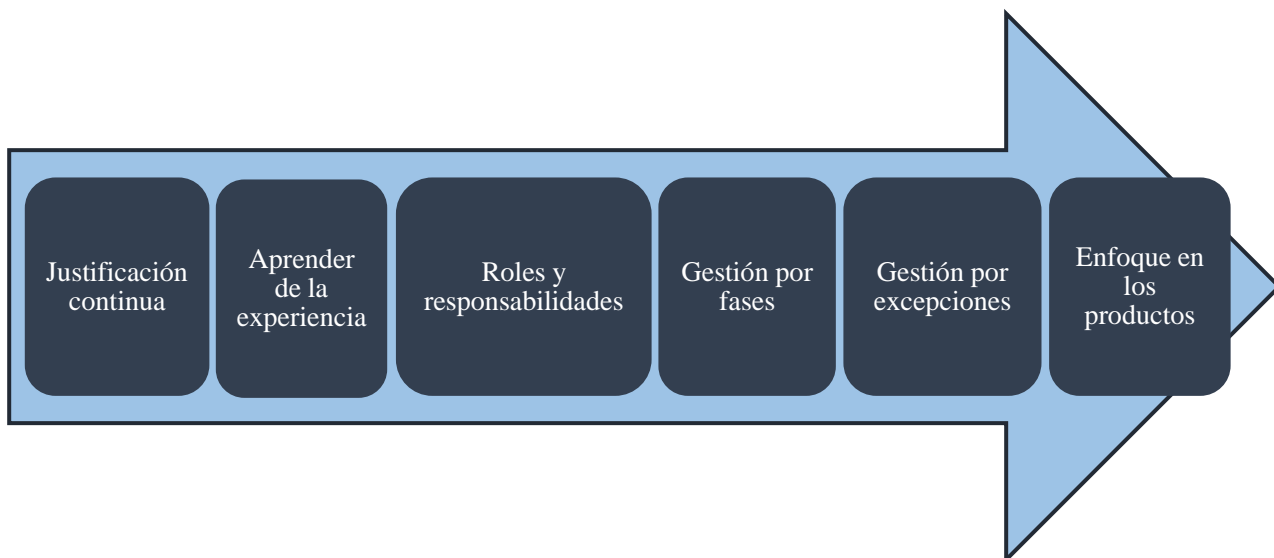 Justificación
continua
Aprender
de la
experiencia
Roles y
responsabilidades
Gestión por
fases
Gestión por
excepciones
Enfoque en
los
productos